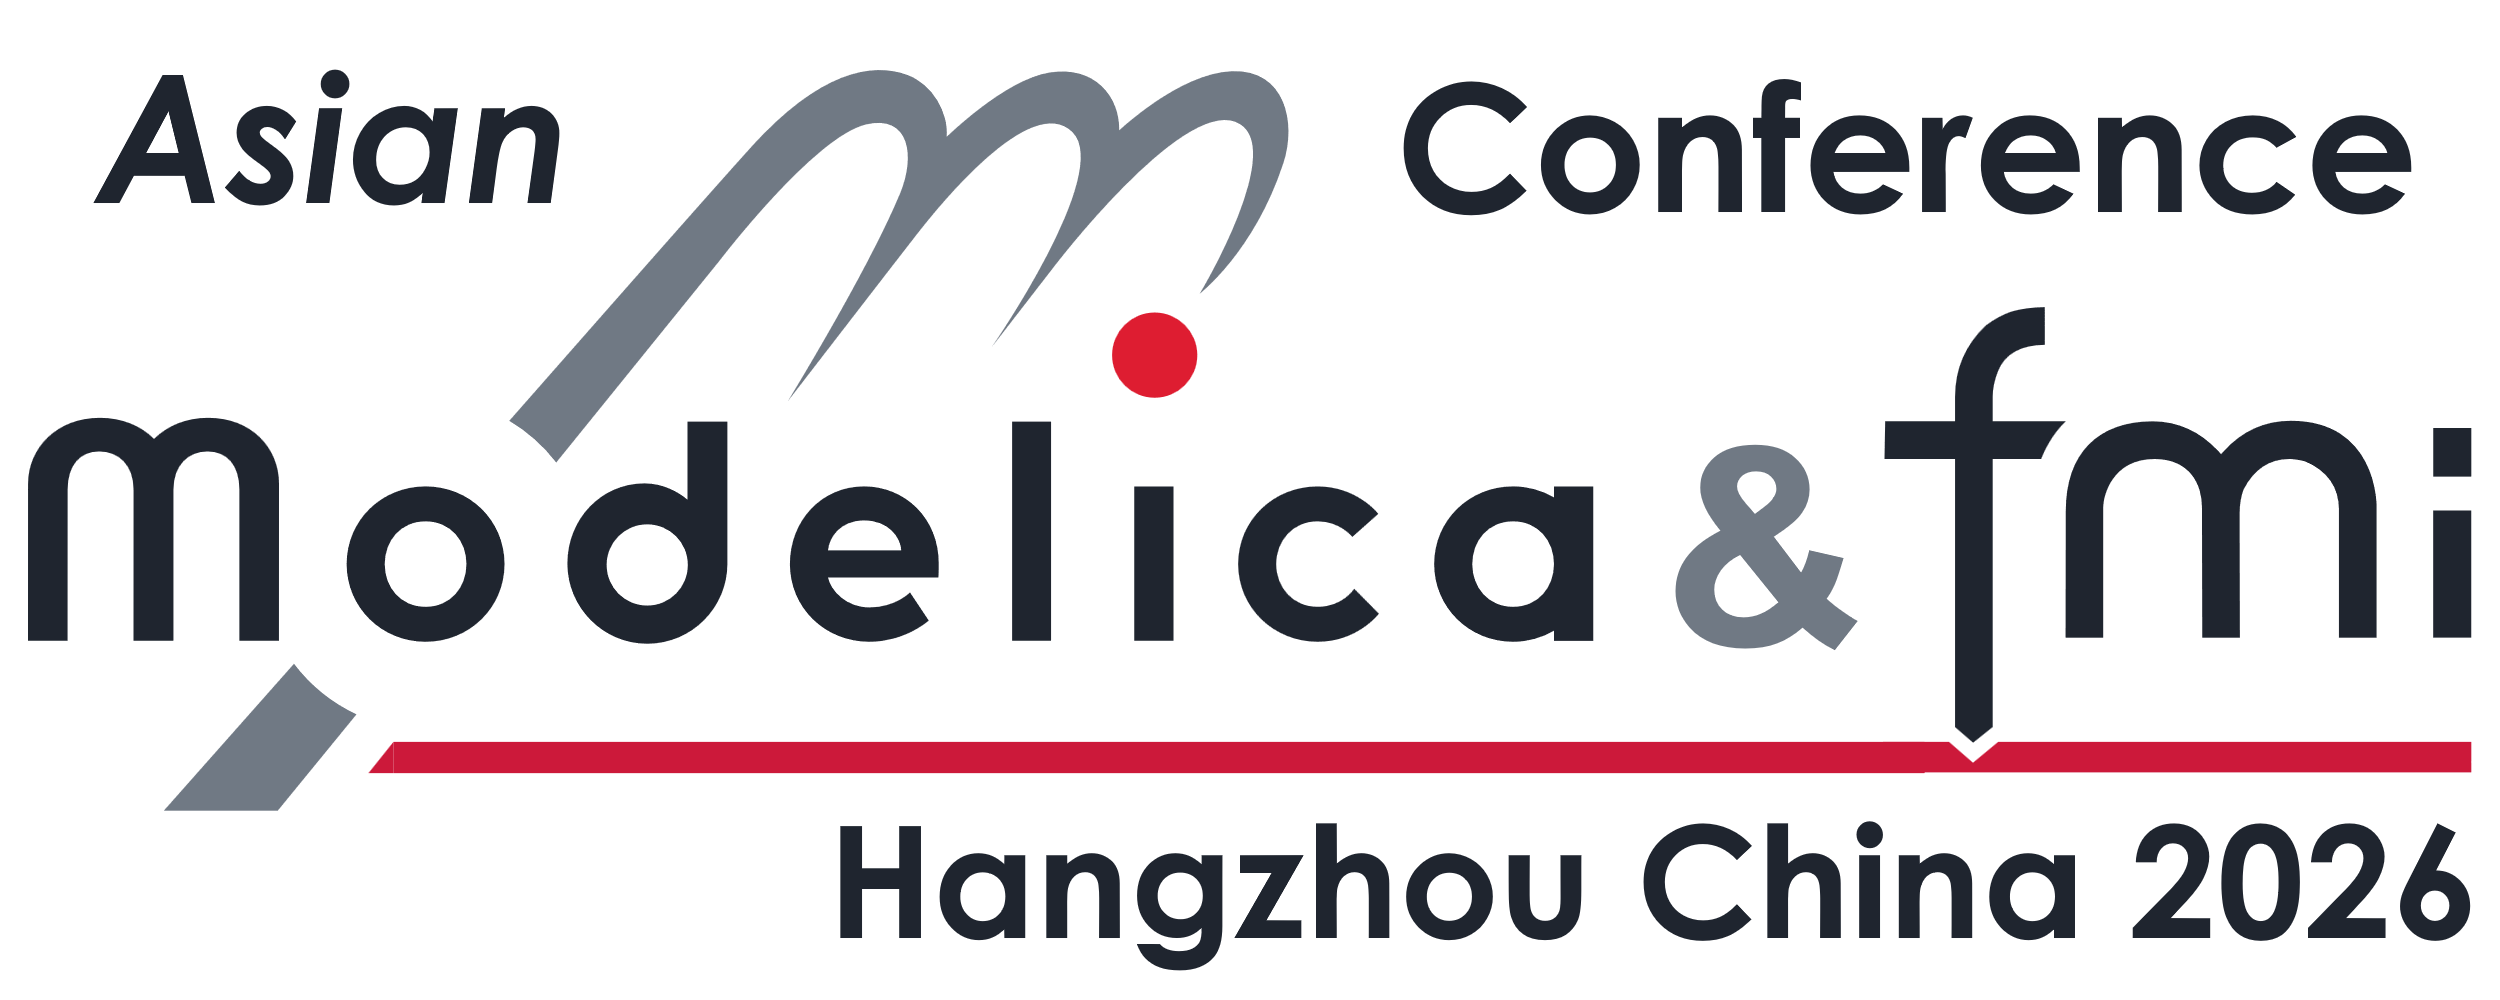 Asian Conference
modelica & fmi
Hangzhou China 2026